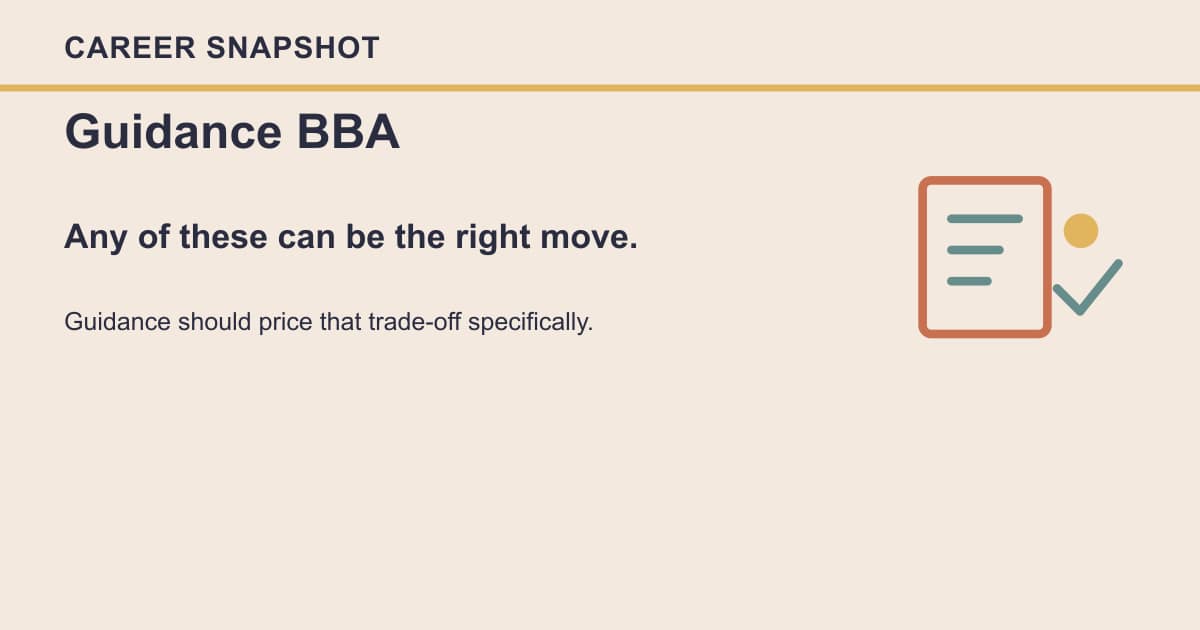 CAREER SNAPSHOT
Guidance BBA
Any of these can be the right move.
Guidance should price that trade-off specifically.